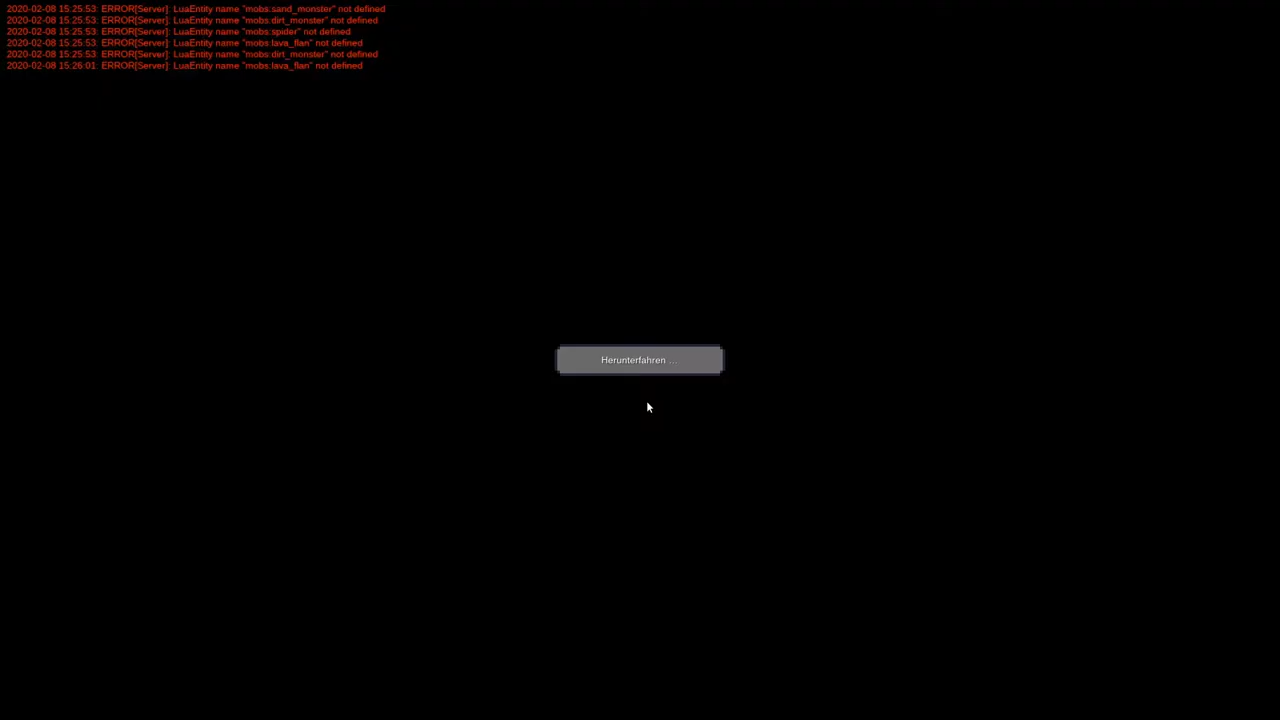 2020-02-08 15:25:53: ERROR[Server]: LuaEntity name "mobs:sand_monster" not defined
2020-02-08 15:25:53: ERROR[Server]: LuaEntity name "mobs:dirt_monster" not defined
2020-02-08 15:25:53: ERROR[Server]: LuaEntity name "mobs:spider" not defined
2020-02-08 15:25:53: ERROR[Server]: LuaEntity name "mobs:lava_flan" not defined
2020-02-08 15:25:53: ERROR[Server]: LuaEntity name "mobs:dirt_monster" not defined
2020-02-08 15:26:01: ERROR[Server]: LuaEntity name "mobs:lava_flan" not defined
Herunterfahren …